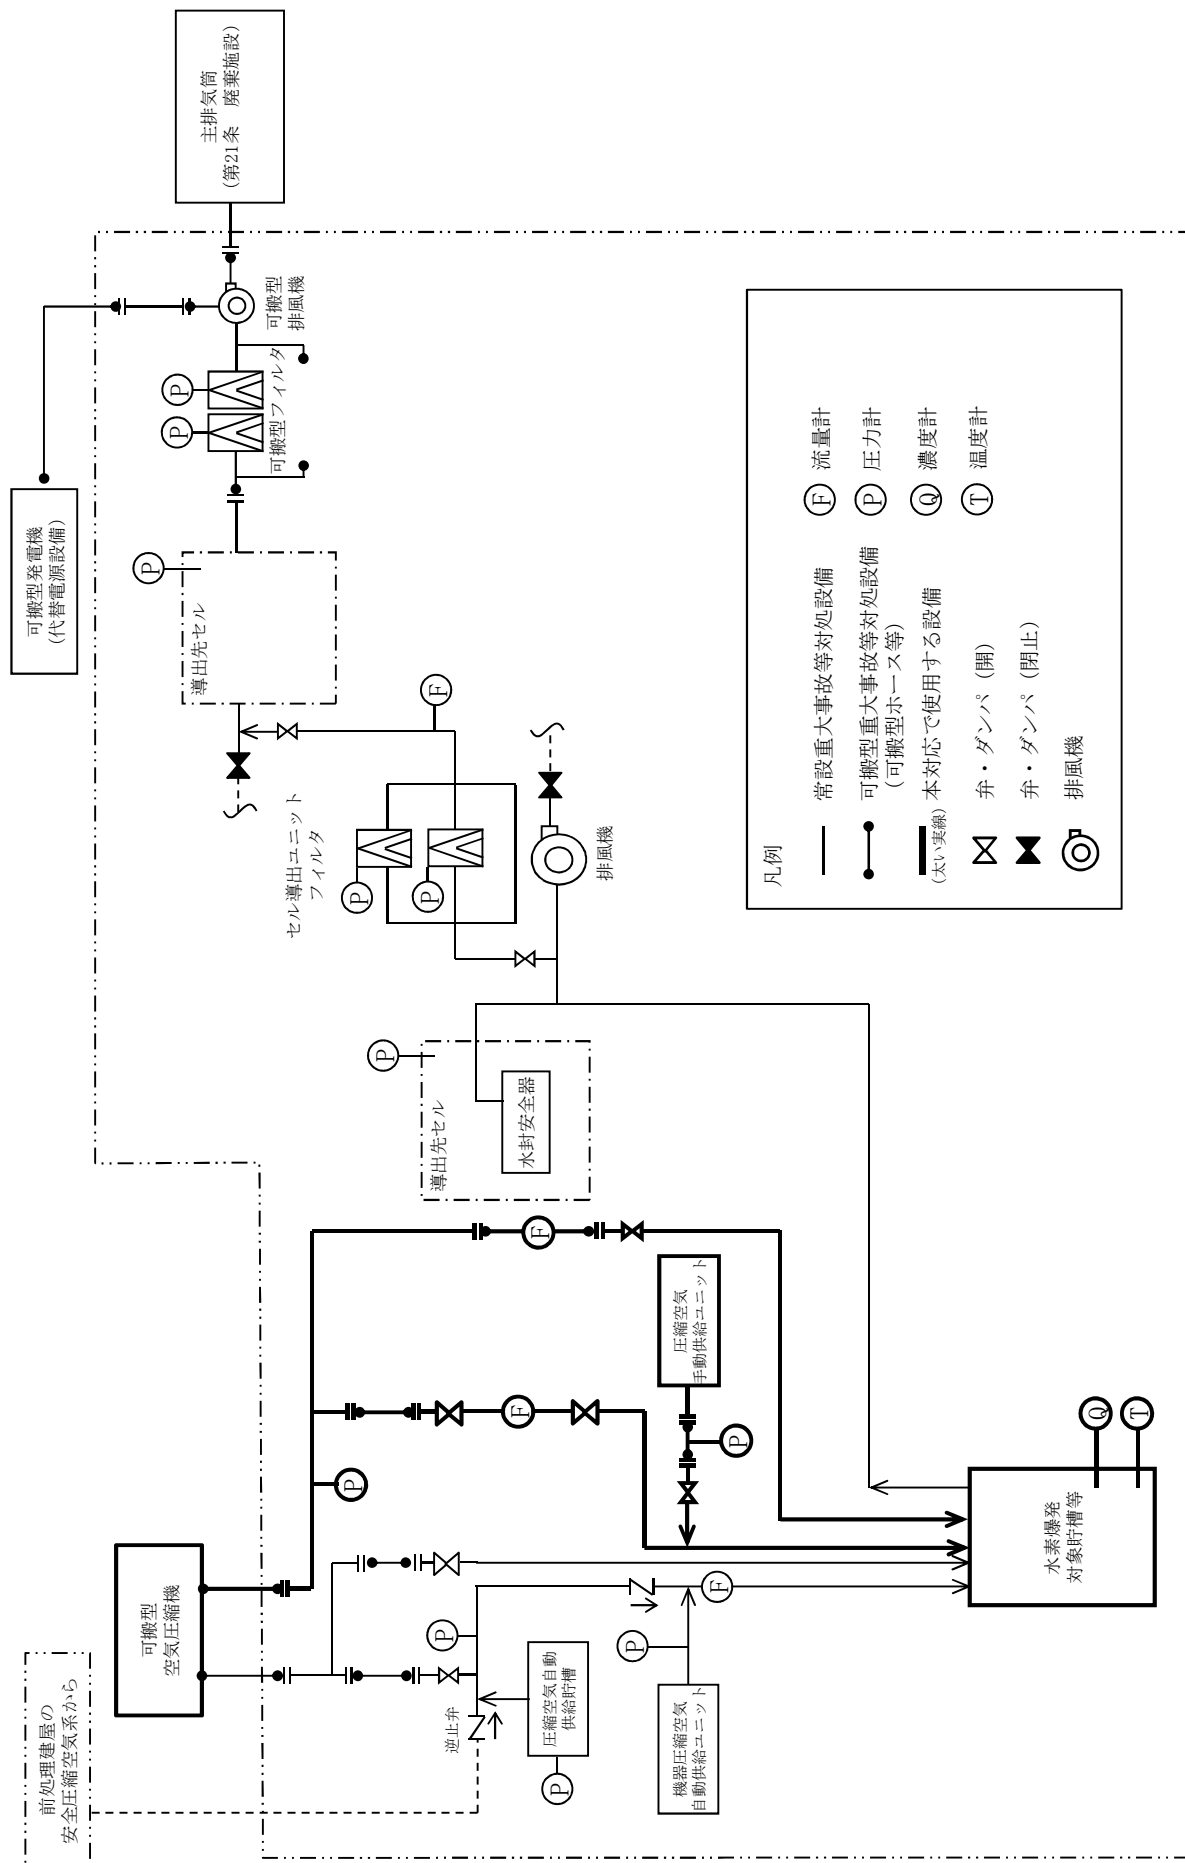 主排気筒
(第21条　廃棄施設)
可搬型発電機
(代替電源設備)
可搬型
排風機
P
P
可搬型フィルタ
P
導出先セル
F
セル導出ユニット
フィルタ
P
P
排風機
P
導出先セル
水封安全器
凡例
常設重大事故等対処設備
可搬型重大事故等対処設備
(可搬型ホース等)
本対応で使用する設備
(太い実線)
弁・ダンパ (開)
弁・ダンパ (閉止)
排風機
F 流量計
P 圧力計
Q 濃度計
T 温度計
F
F
圧縮空気
手動供給ユニット
P
P
可搬型
空気圧縮機
前処理建屋の
安全圧縮空気系から
P
逆止弁
圧縮空気自動
供給貯槽
P
P
F
機器圧縮空気
自動供給ユニット
水素爆発
対象貯槽等
Q
T